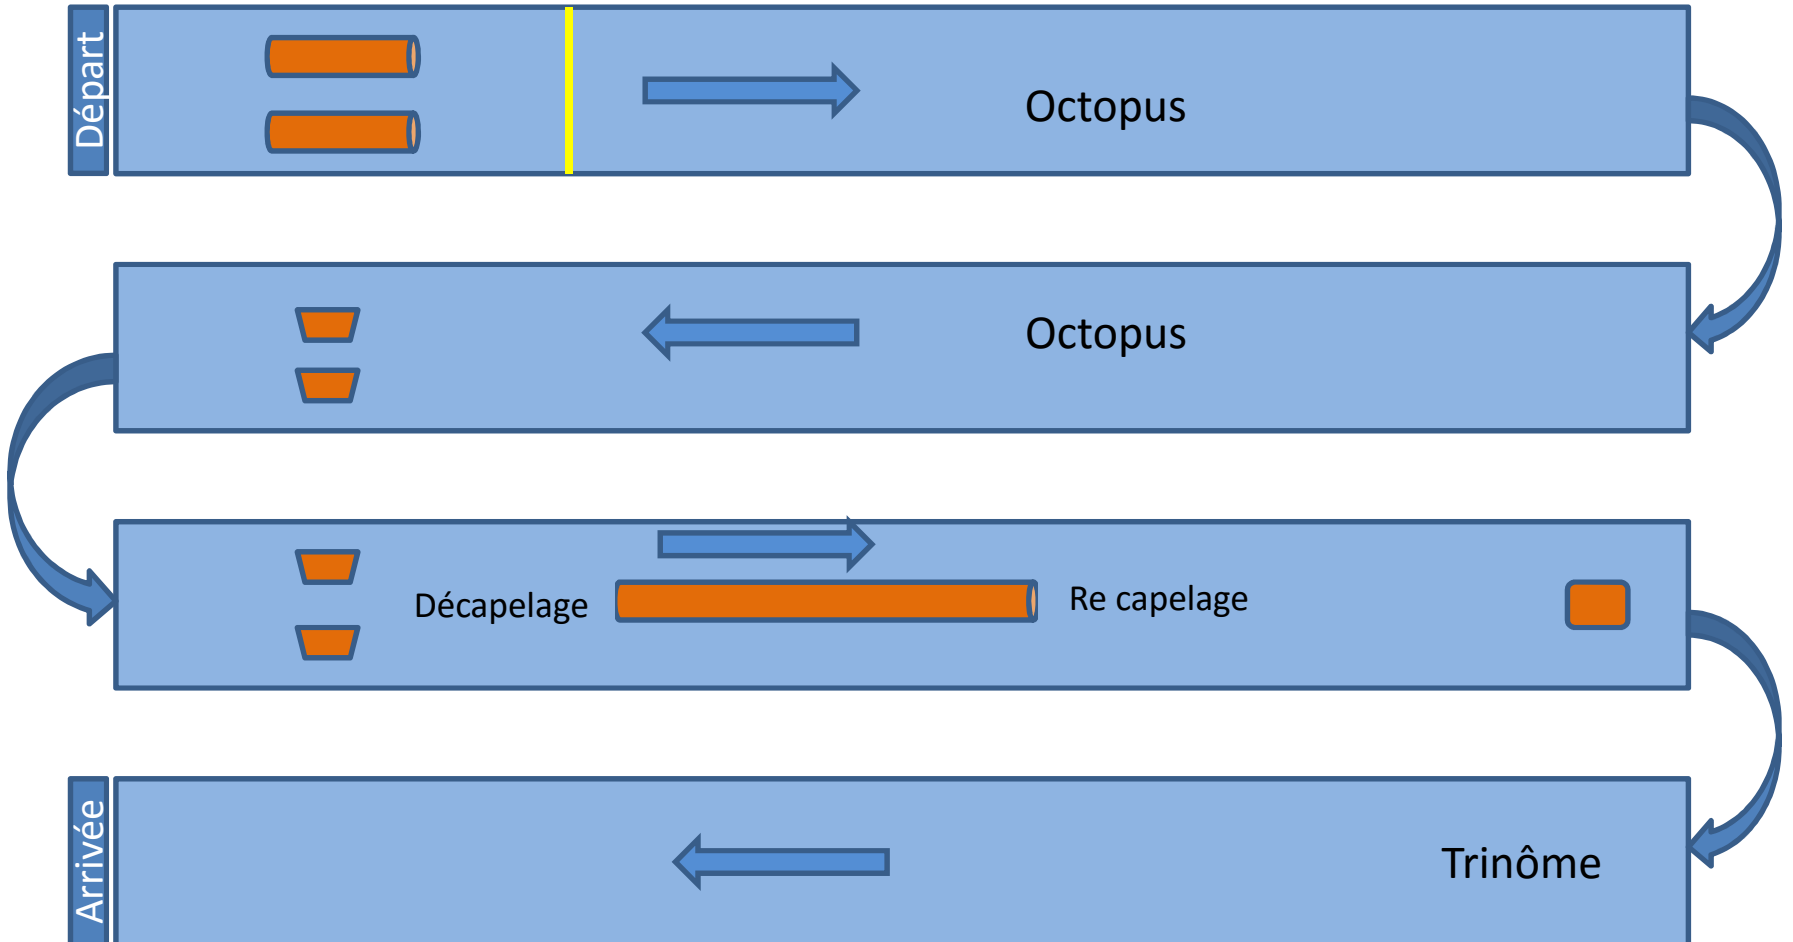 Départ
Octopus
Octopus
Décapelage
Re capelage
Arrivée
Trinôme